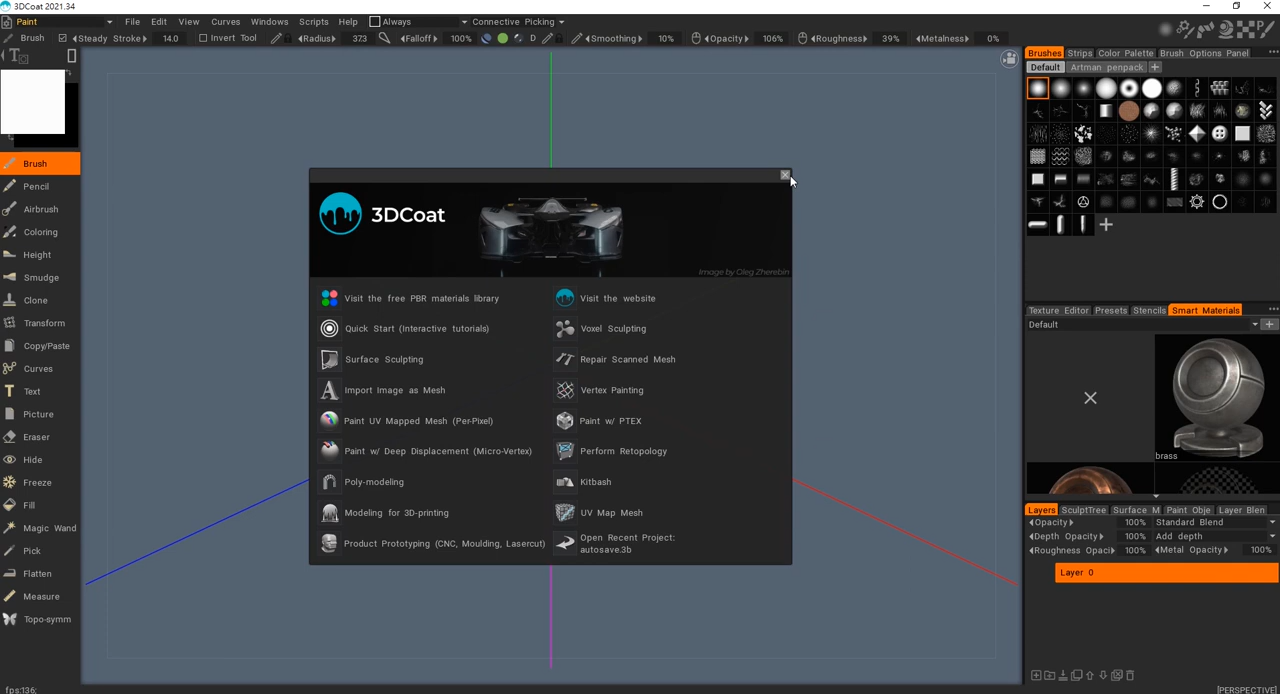 3DCoat 2021.34
Paint File Edit View Curves Windows Scripts Help Always Connective Picking
Brush Steady Stroke 14.0 Invert Tool Radius 373 Falloff 100% D Smoothing 10% Opacity 106% Roughness 39% Metalness 0%
T
Brushes Strips Color Palette Brush Options Panel
Default Artman penpack
Brush
Pencil
Airbrush
Coloring
Height
Smudge
Clone
Transform
Copy/Paste
Curves
Text
Picture
Eraser
Hide
Freeze
Fill
Magic Wand
Pick
Flatten
Measure
Topo-symm
3DCoat
Image by Oleg Zherebin
Visit the free PBR materials library
Visit the website
Quick Start (Interactive tutorials)
Voxel Sculpting
Surface Sculpting
Repair Scanned Mesh
Import Image as Mesh
Vertex Painting
Paint UV Mapped Mesh (Per-Pixel)
Paint w/ PTEX
Paint w/ Deep Displacement (Micro-Vertex)
Perform Retopology
Poly-modeling
Kitbash
Modeling for 3D-printing
UV Map Mesh
Product Prototyping (CNC, Moulding, Lasercut)
Open Recent Project:
autosave.3b
Texture Editor Presets Stencils Smart Materials
Default
brass
Layers SculptTree Surface M Paint Obje Layer Blen
Opacity 100% Standard Blend
Depth Opacity 100% Add depth
Roughness Opaci 100% Metal Opacity 100%
Layer 0
fps:136;
[PERSPECTIVE]